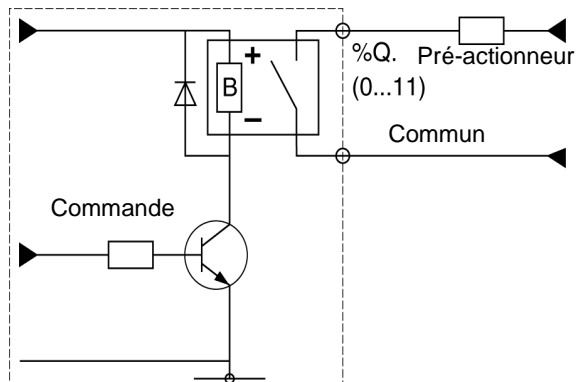 %Q. Pré-actionneur
(0...11)
+
B
−
Commun
Commande